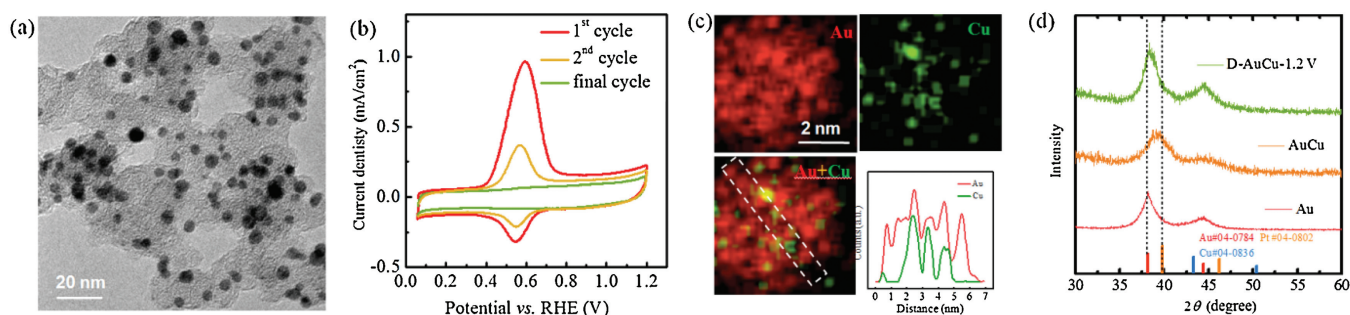 (a)
20 nm
(b)
1st cycle
2nd cycle
final cycle
Current dentisty (mA/cm2)
1.0
0.5
0.0
-0.5
0.0 0.2 0.4 0.6 0.8 1.0 1.2
Potential vs. RHE (V)
(c)
Au
Cu
2 nm
Au+Cu
Au
Cu
Counts (a.u.)
0 1 2 3 4 5 6 7
Distance (nm)
(d)
D-AuCu-1.2 V
AuCu
Au
Intensity
Au#04-0784 Pt #04-0802
Cu#04-0836
30 35 40 45 50 55 60
2θ (degree)